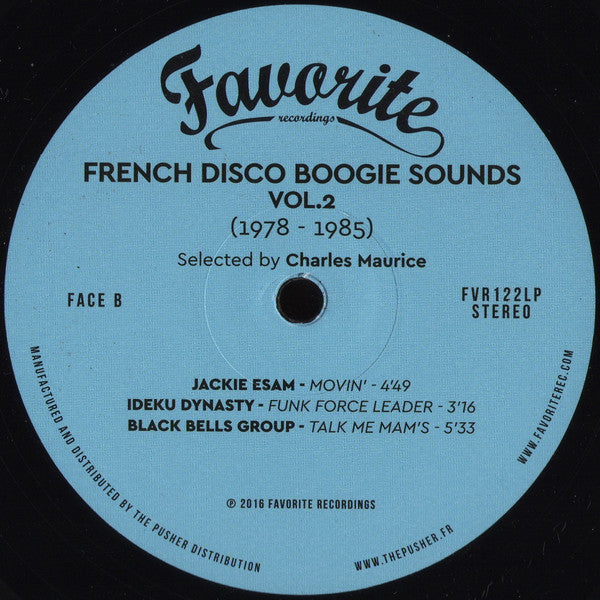 Favorite
recordings
FRENCH DISCO BOOGIE SOUNDS
VOL.2
(1978 - 1985)
Selected by Charles Maurice
FACE B
FVR122LP
STEREO
JACKIE ESAM - MOVIN' - 4'49
IDEKU DYNASTY - FUNK FORCE LEADER - 3'16
BLACK BELLS GROUP - TALK ME MAM'S - 5'33
℗ 2016 FAVORITE RECORDINGS
MANUFACTURED AND DISTRIBUTED BY THE PUSHER DISTRIBUTION
WWW.THEPUSHER.FR
WWW.FAVORITEREC.COM